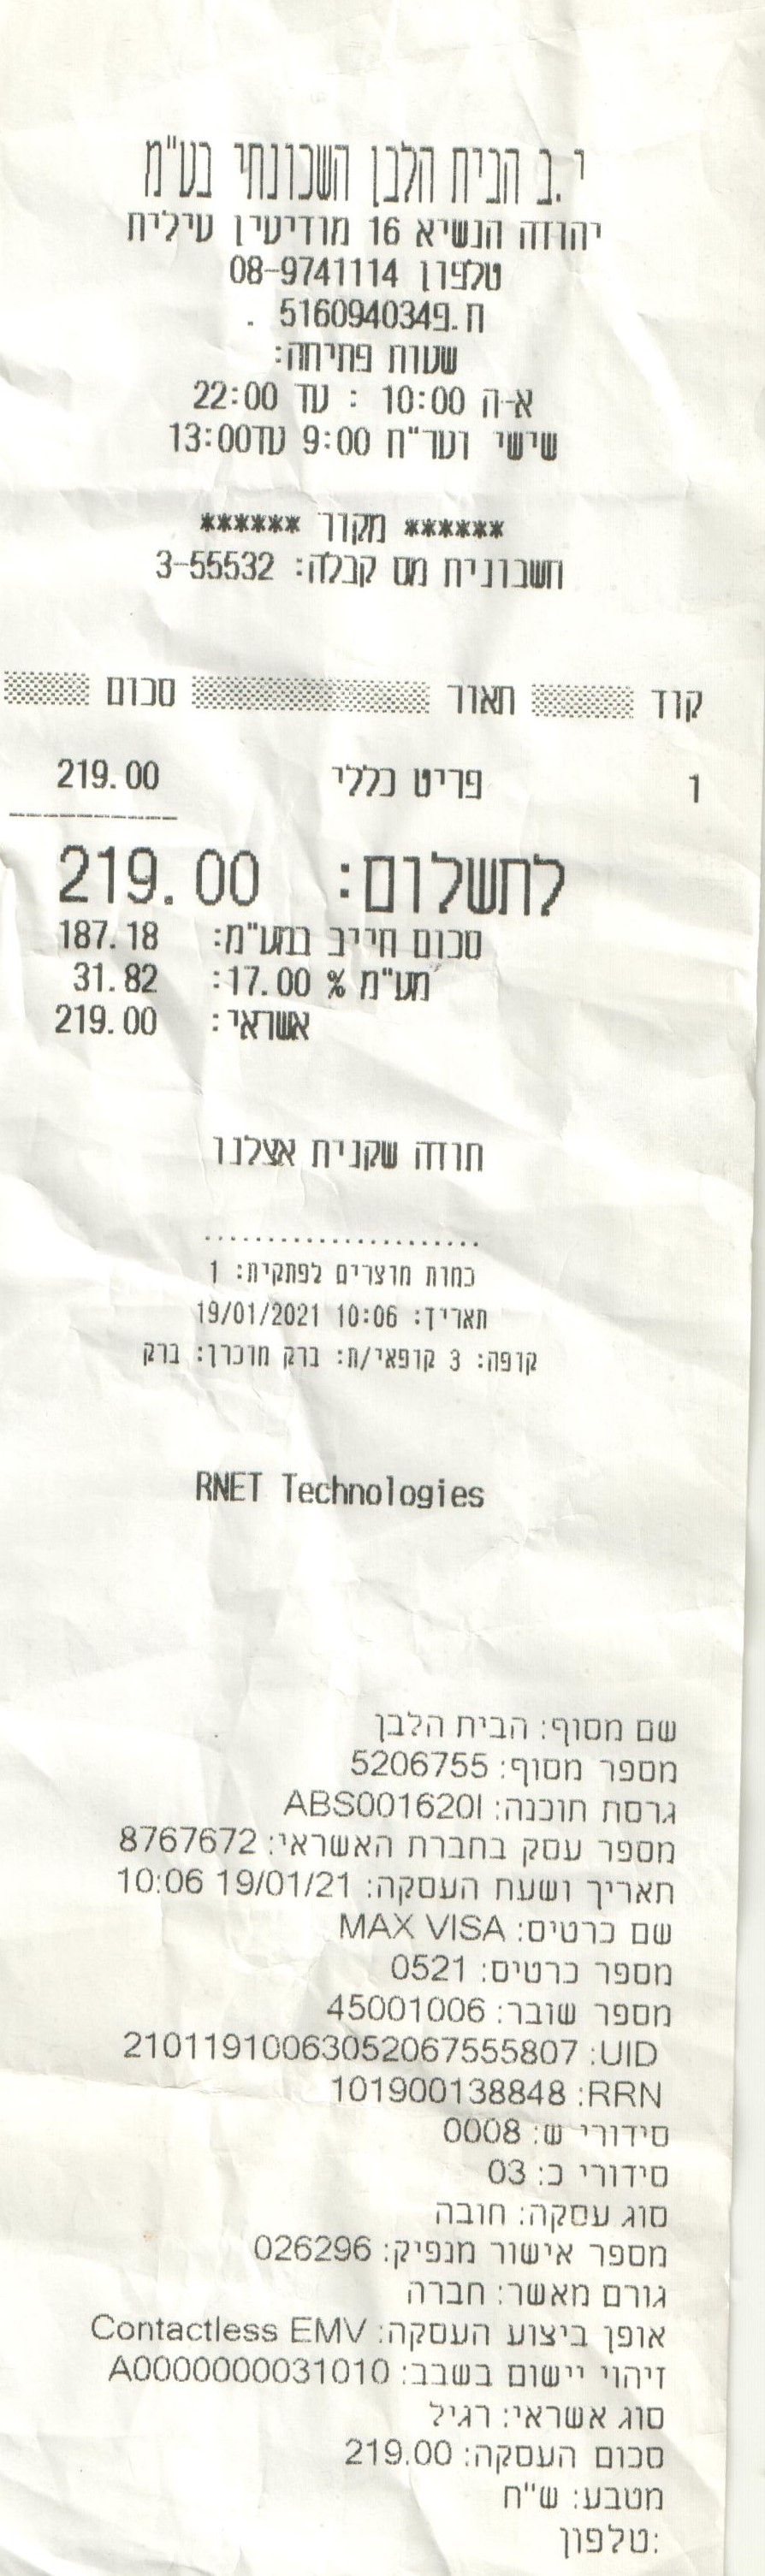 י.ב הבית הלבן השכונתי בע"מ
יהודה הנשיא 16 מודיעין עילית
טלפון 08-9741114
ח.פ516094034 .
שעות פתיחה:
א-ה 10:00 : עד 22:00
שישי וער"ח 9:00 עד13:00
****** מקור ******
חשבונית מס קבלה: 3-55532
קוד תאור סכום
1 פריט כללי 219.00
לתשלום: 219.00
סכום חייב במע"מ: 187.18
מע"מ % 17.00: 31.82
אשראי: 219.00
תודה שקנית אצלנו
......................
כמות מוצרים לפתקית: 1
תאריך: 10:06 19/01/2021
קופה: 3 קופאי/ת: ברק מוכרן: ברק
RNET Technologies
שם מסוף: הבית הלבן
מספר מסוף: 5206755
גרסת תוכנה: ABS001620I
מספר עסק בחברת האשראי: 8767672
תאריך ושעת העסקה: 19/01/21 10:06
שם כרטיס: MAX VISA
מספר כרטיס: 0521
מספר שובר: 45001006
UID: 21011910063052067555807
RRN: 101900138848
סידורי ש: 0008
סידורי כ: 03
סוג עסקה: חובה
מספר אישור מנפיק: 026296
גורם מאשר: חברה
אופן ביצוע העסקה: Contactless EMV
זיהוי יישום בשבב: A0000000031010
סוג אשראי: רגיל
סכום העסקה: 219.00
מטבע: ש"ח
:טלפון